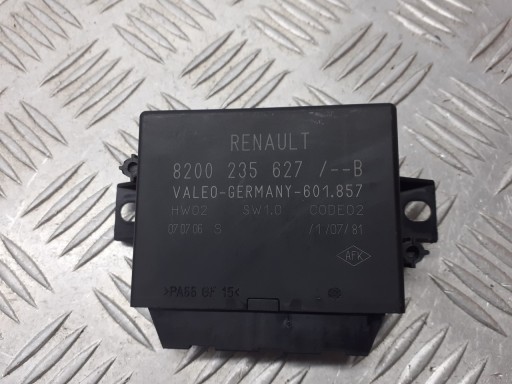 RENAULT
8200 235 627 /--B
VALEO-GERMANY-601.857
HW02 SW1.0 CODE02
07.07.06 S /1/07/81
AFK
>PA66 GF 15<